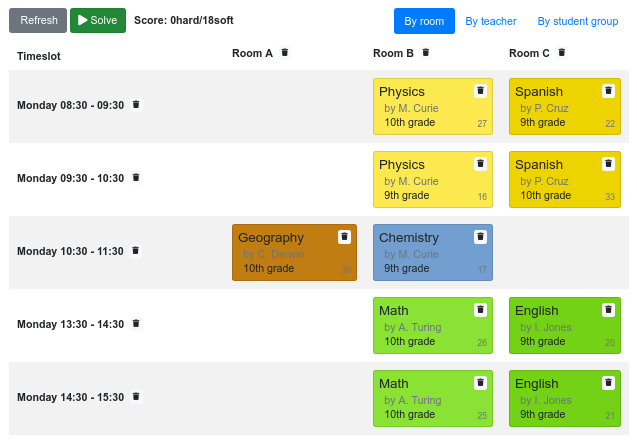 Refresh Solve Score: 0hard/18soft By room By teacher By student group
Timeslot Room A Room B Room C
Monday 08:30 - 09:30
Physics
by M. Curie
10th grade 27
Spanish
by P. Cruz
9th grade 22
Monday 09:30 - 10:30
Physics
by M. Curie
9th grade 16
Spanish
by P. Cruz
10th grade 33
Monday 10:30 - 11:30
Geography
by C. Darwin
10th grade
Chemistry
by M. Curie
9th grade 17
Monday 13:30 - 14:30
Math
by A. Turing
10th grade 26
English
by I. Jones
9th grade 20
Monday 14:30 - 15:30
Math
by A. Turing
10th grade 25
English
by I. Jones
9th grade 21